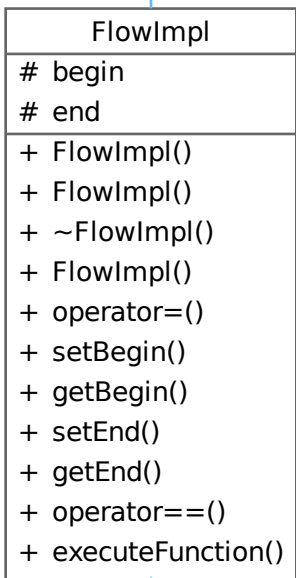 FlowImpl
# begin
# end
+ FlowImpl()
+ FlowImpl()
+ ~FlowImpl()
+ FlowImpl()
+ operator=()
+ setBegin()
+ getBegin()
+ setEnd()
+ getEnd()
+ operator==()
+ executeFunction()